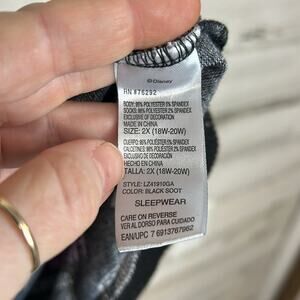 ©Disney
RN #76292
BODY: 95% POLYESTER 5% SPANDEX
SOCKS: 98% POLYESTER 2% SPANDEX
EXCLUSIVE OF DECORATION
MADE IN CHINA
SIZE: 2X (18W-20W)
CUERPO: 95% POLIÉSTER 5% SPANDEX
CALCETINES: 98% POLIÉSTER 2% SPANDEX
EXCLUSIVO DE DECORACIÓN
HECHO EN CHINA
TALLA: 2X (18W-20W)
STYLE: LZ41910GA
COLOR: BLACK SOOT
SLEEPWEAR
CARE ON REVERSE
VER AL DORSO PARA CUIDADO
EAN/UPC 7 6913767962